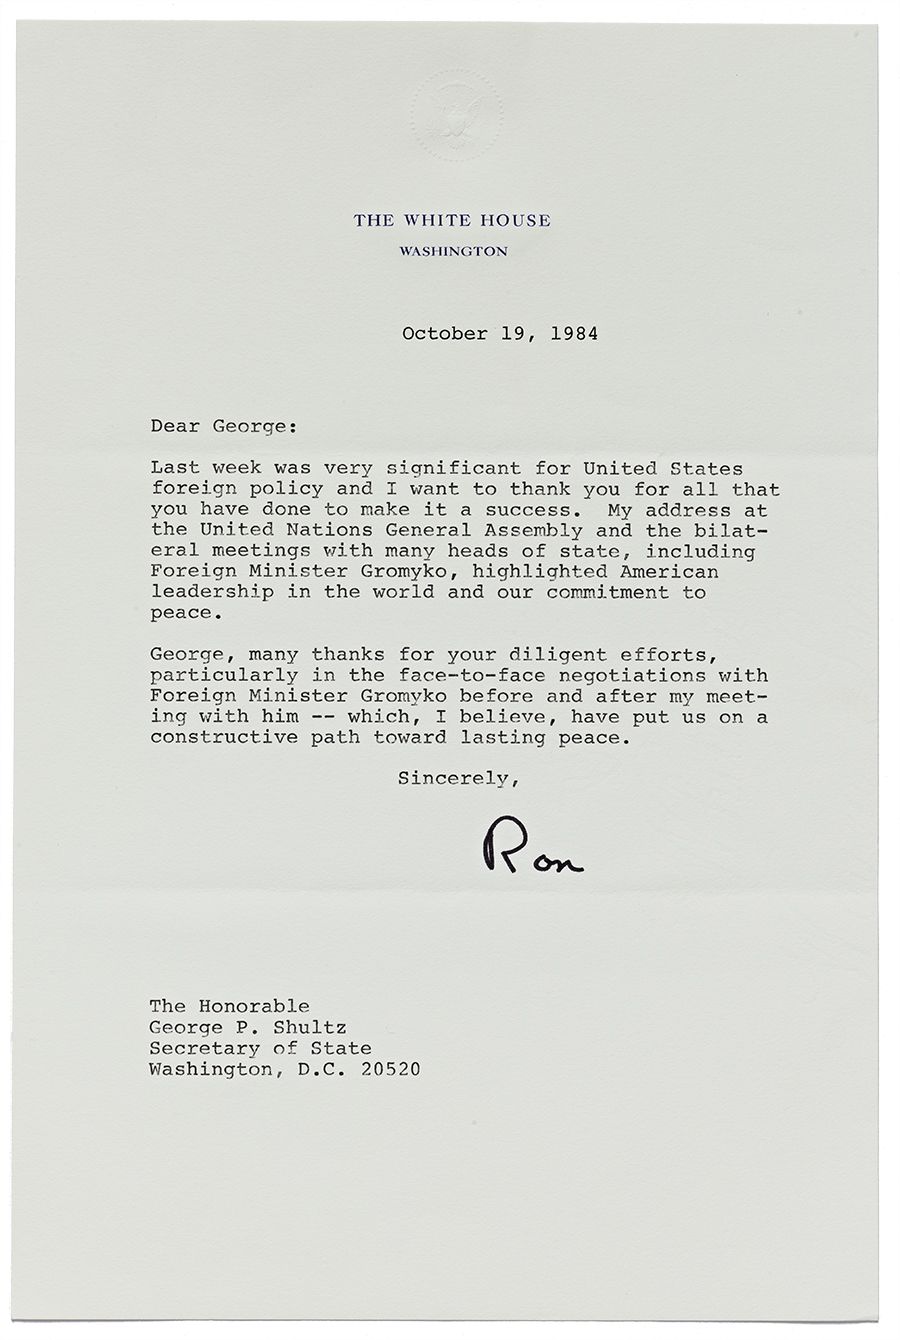 THE WHITE HOUSE
WASHINGTON
October 19, 1984
Dear George:
Last week was very significant for United States
foreign policy and I want to thank you for all that
you have done to make it a success.  My address at
the United Nations General Assembly and the bilat-
eral meetings with many heads of state, including
Foreign Minister Gromyko, highlighted American
leadership in the world and our commitment to
peace.
George, many thanks for your diligent efforts,
particularly in the face-to-face negotiations with
Foreign Minister Gromyko before and after my meet-
ing with him -- which, I believe, have put us on a
constructive path toward lasting peace.
Sincerely,
Ron
The Honorable
George P. Shultz
Secretary of State
Washington, D.C. 20520